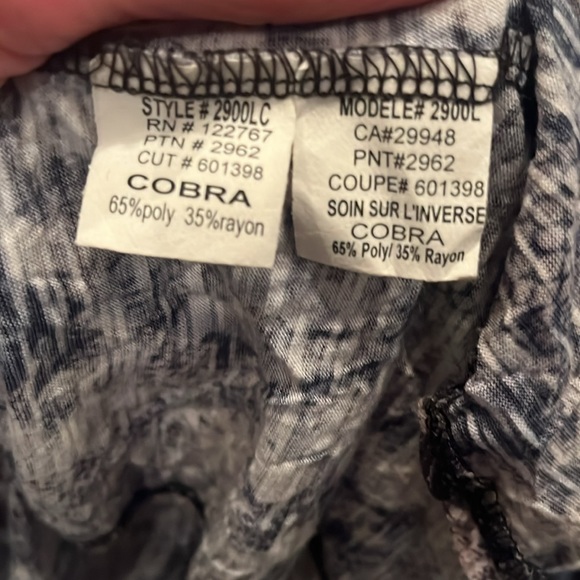 STYLE # 2900LC
RN # 122767
PTN # 2962
CUT # 601398
COBRA
65%poly 35%rayon
MODELE# 2900L
CA#29948
PNT#2962
COUPE# 601398
SOIN SUR L'INVERSE
COBRA
65% Poly/ 35% Rayon